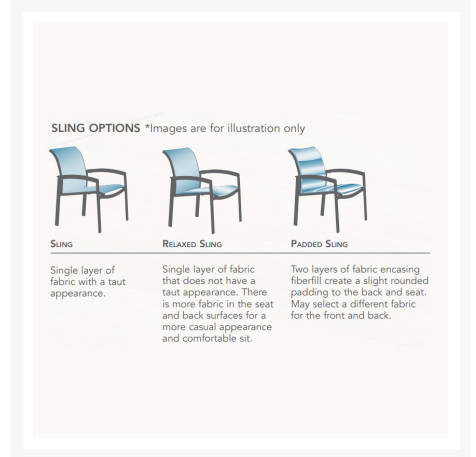 SLING OPTIONS *Images are for illustration only
SLING
Single layer of
fabric with a taut
appearance.
RELAXED SLING
Single layer of fabric
that does not have a
taut appearance. There
is more fabric in the seat
and back surfaces for a
more casual appearance
and comfortable sit.
PADDED SLING
Two layers of fabric encasing
fiberfill create a slight rounded
padding to the back and seat.
May select a different fabric
for the front and back.